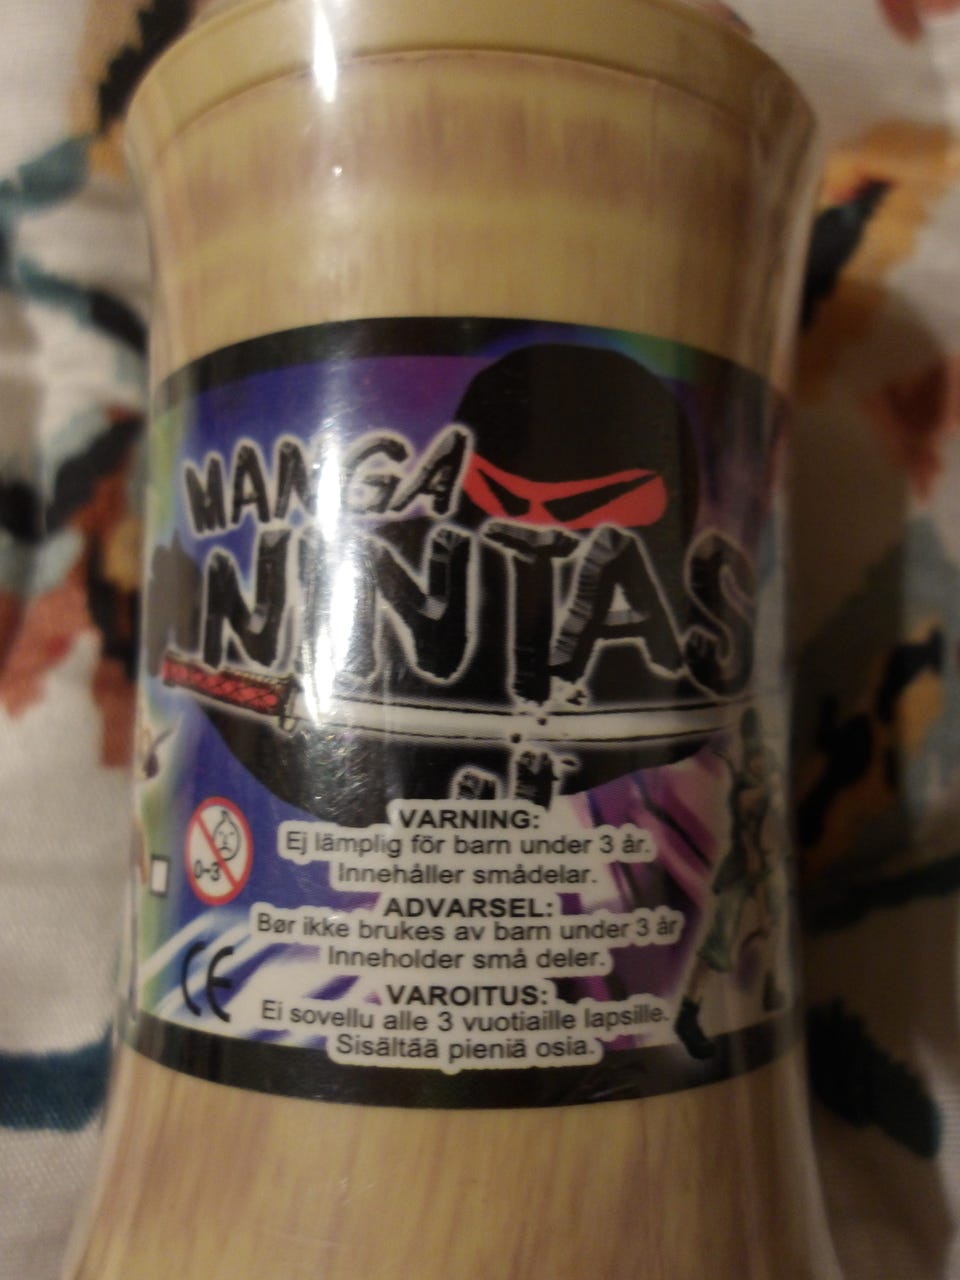 MANGA
NINJAS
0-3
VARNING:
Ej lämplig för barn under 3 år.
Innehåller smådelar.
ADVARSEL:
Bør ikke brukes av barn under 3 år
Inneholder små deler.
VAROITUS:
Ei sovellu alle 3 vuotiaille lapsille.
Sisältää pieniä osia.
CE